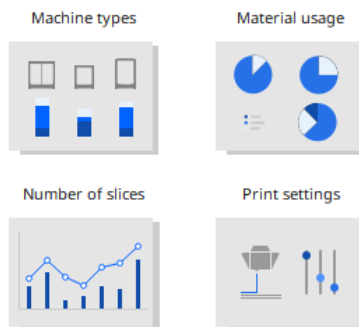 Machine types
Material usage
Number of slices
Print settings